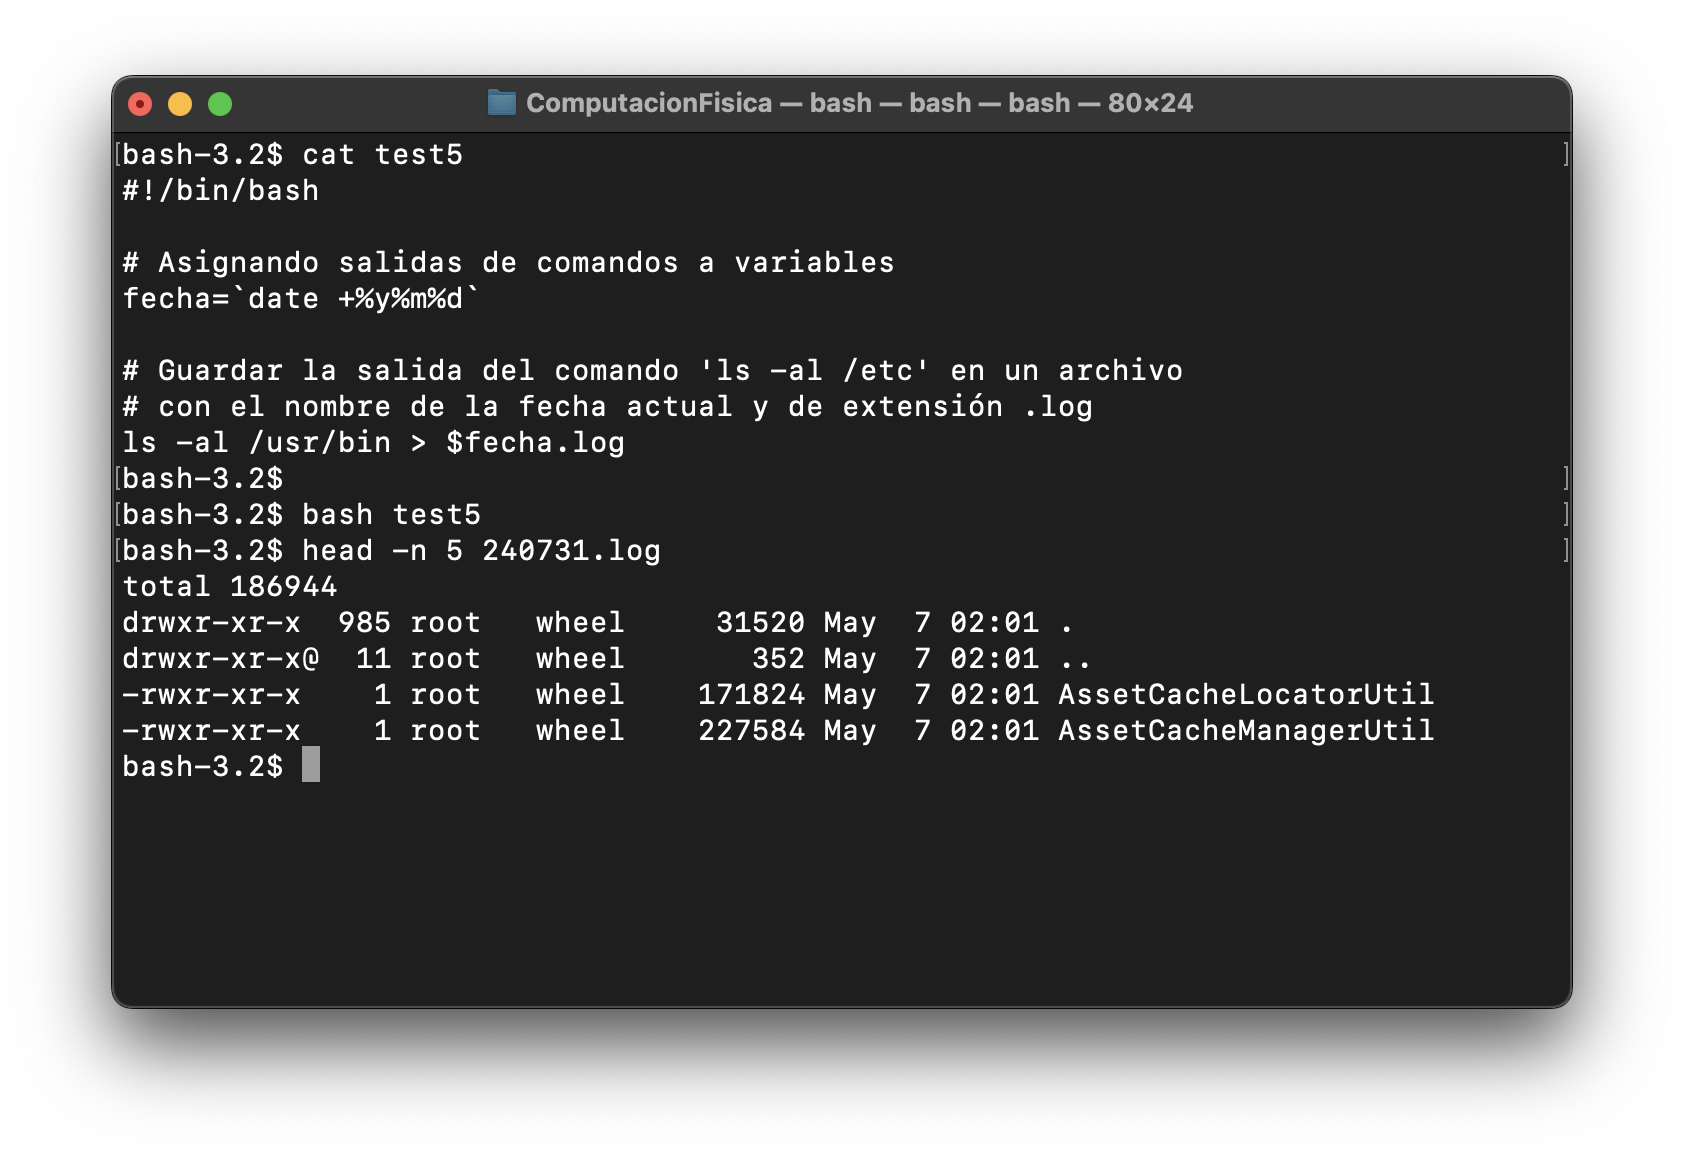 ComputacionFisica — bash — bash — bash — 80×24
[bash-3.2$ cat test5 ]
#!/bin/bash
# Asignando salidas de comandos a variables
fecha=`date +%y%m%d`
# Guardar la salida del comando 'ls -al /etc' en un archivo
# con el nombre de la fecha actual y de extensión .log
ls -al /usr/bin > $fecha.log
[bash-3.2$ ]
[bash-3.2$ bash test5 ]
[bash-3.2$ head -n 5 240731.log ]
total 186944
drwxr-xr-x  985 root   wheel     31520 May  7 02:01 .
drwxr-xr-x@  11 root   wheel       352 May  7 02:01 ..
-rwxr-xr-x    1 root   wheel    171824 May  7 02:01 AssetCacheLocatorUtil
-rwxr-xr-x    1 root   wheel    227584 May  7 02:01 AssetCacheManagerUtil
bash-3.2$